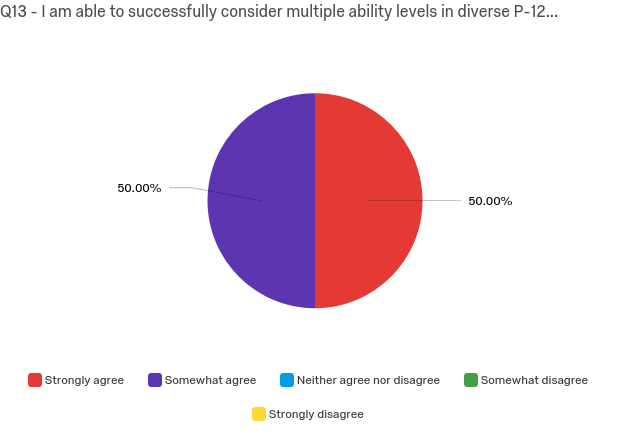 Q13 - I am able to successfully consider multiple ability levels in diverse P-12...
50.00%
50.00%
Strongly agree
Somewhat agree
Neither agree nor disagree
Somewhat disagree
Strongly disagree